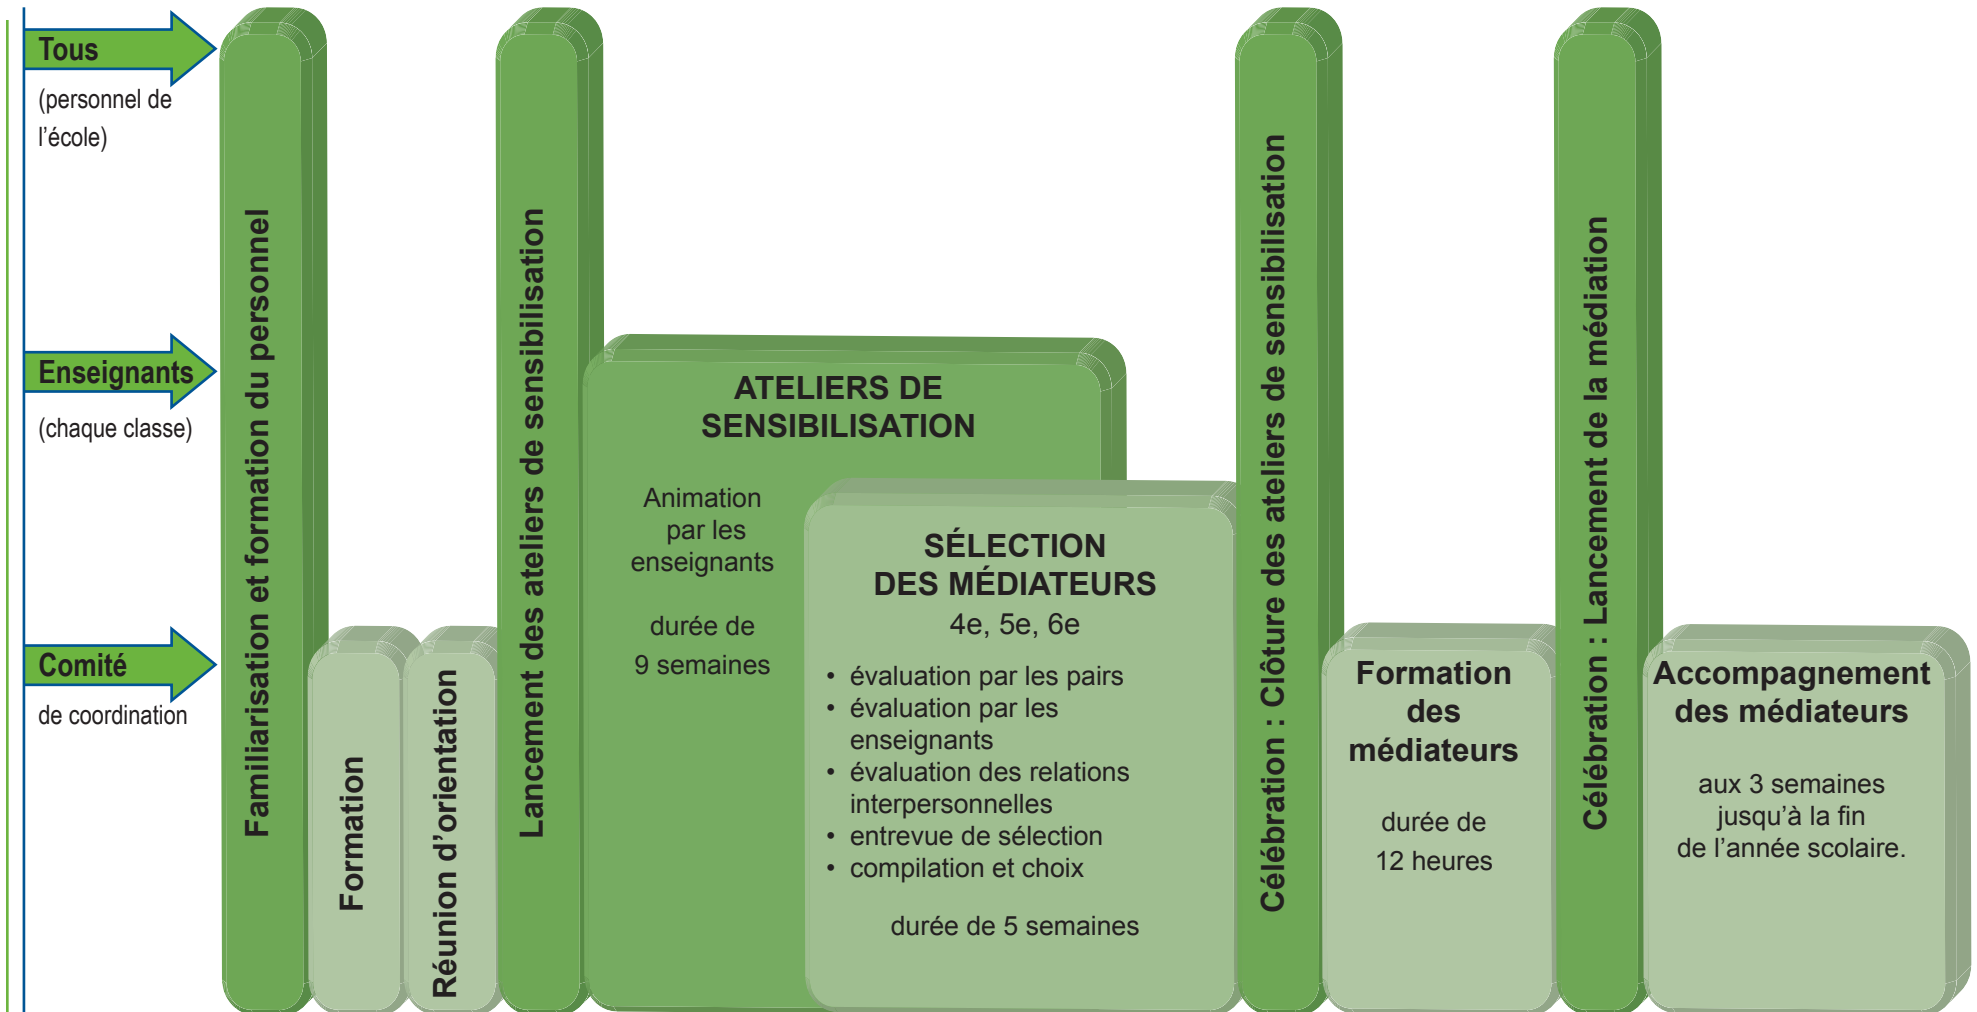 Tous
(personnel de
l’école)
Enseignants
(chaque classe)
Comité
de coordination
Familiarisation et formation du personnel
Formation
Réunion d’orientation
Lancement des ateliers de sensibilisation
ATELIERS DE
SENSIBILISATION
Animation
par les
enseignants
durée de
9 semaines
SÉLECTION
DES MÉDIATEURS
4e, 5e, 6e
• évaluation par les pairs
• évaluation par les
enseignants
• évaluation des relations
interpersonnelles
• entrevue de sélection
• compilation et choix
durée de 5 semaines
Célébration : Clôture des ateliers de sensibilisation
Formation
des
médiateurs
durée de
12 heures
Célébration : Lancement de la médiation
Accompagnement
des médiateurs
aux 3 semaines
jusqu’à la fin
de l’année scolaire.